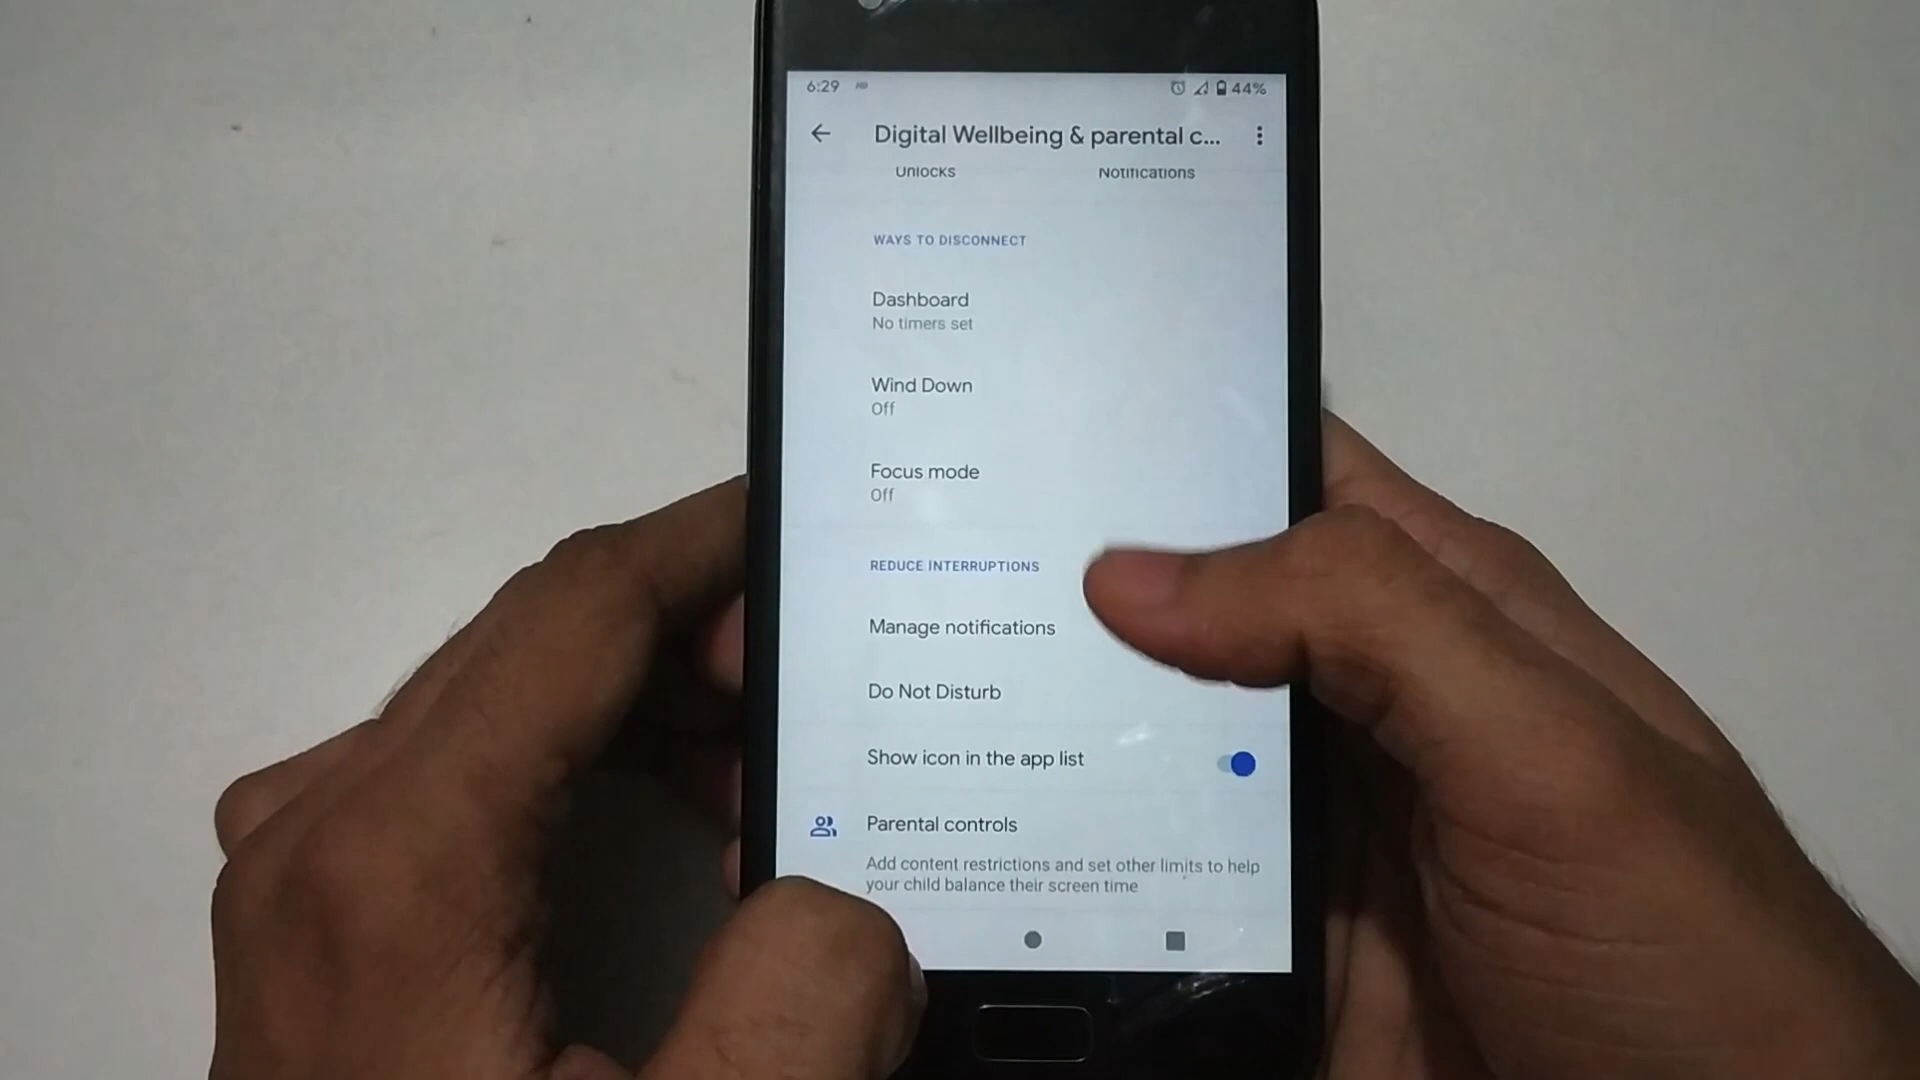 6:29 HD 44%
Digital Wellbeing & parental c...
Unlocks Notifications
WAYS TO DISCONNECT
Dashboard
No timers set
Wind Down
Off
Focus mode
Off
REDUCE INTERRUPTIONS
Manage notifications
Do Not Disturb
Show icon in the app list
Parental controls
Add content restrictions and set other limits to help
your child balance their screen time